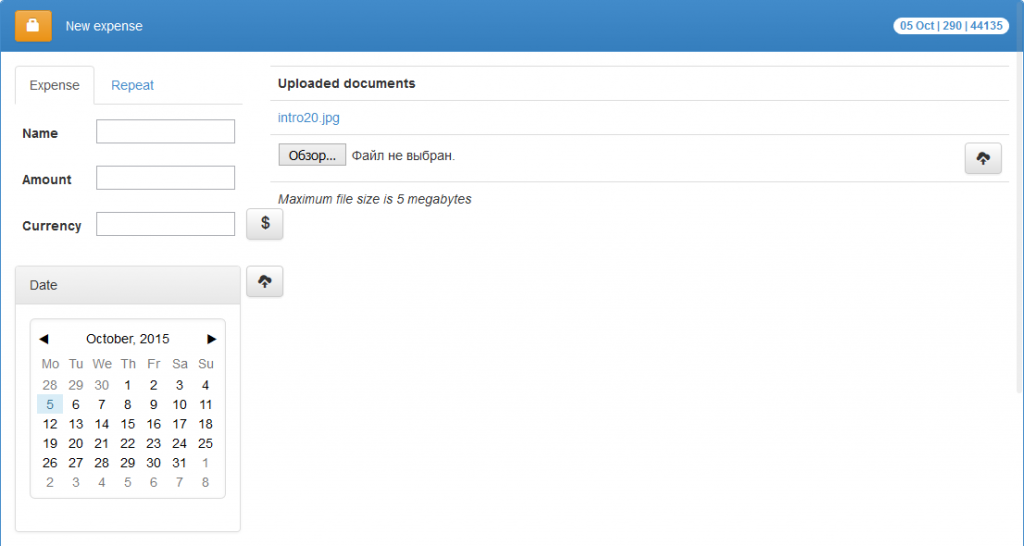 New expense
05 Oct | 290 | 44135
Expense Repeat
Name
Amount
Currency
$
Date
October, 2015
Mo Tu We Th Fr Sa Su
28 29 30 1 2 3 4
5 6 7 8 9 10 11
12 13 14 15 16 17 18
19 20 21 22 23 24 25
26 27 28 29 30 31 1
2 3 4 5 6 7 8
Uploaded documents
intro20.jpg
Обзор... Файл не выбран.
Maximum file size is 5 megabytes